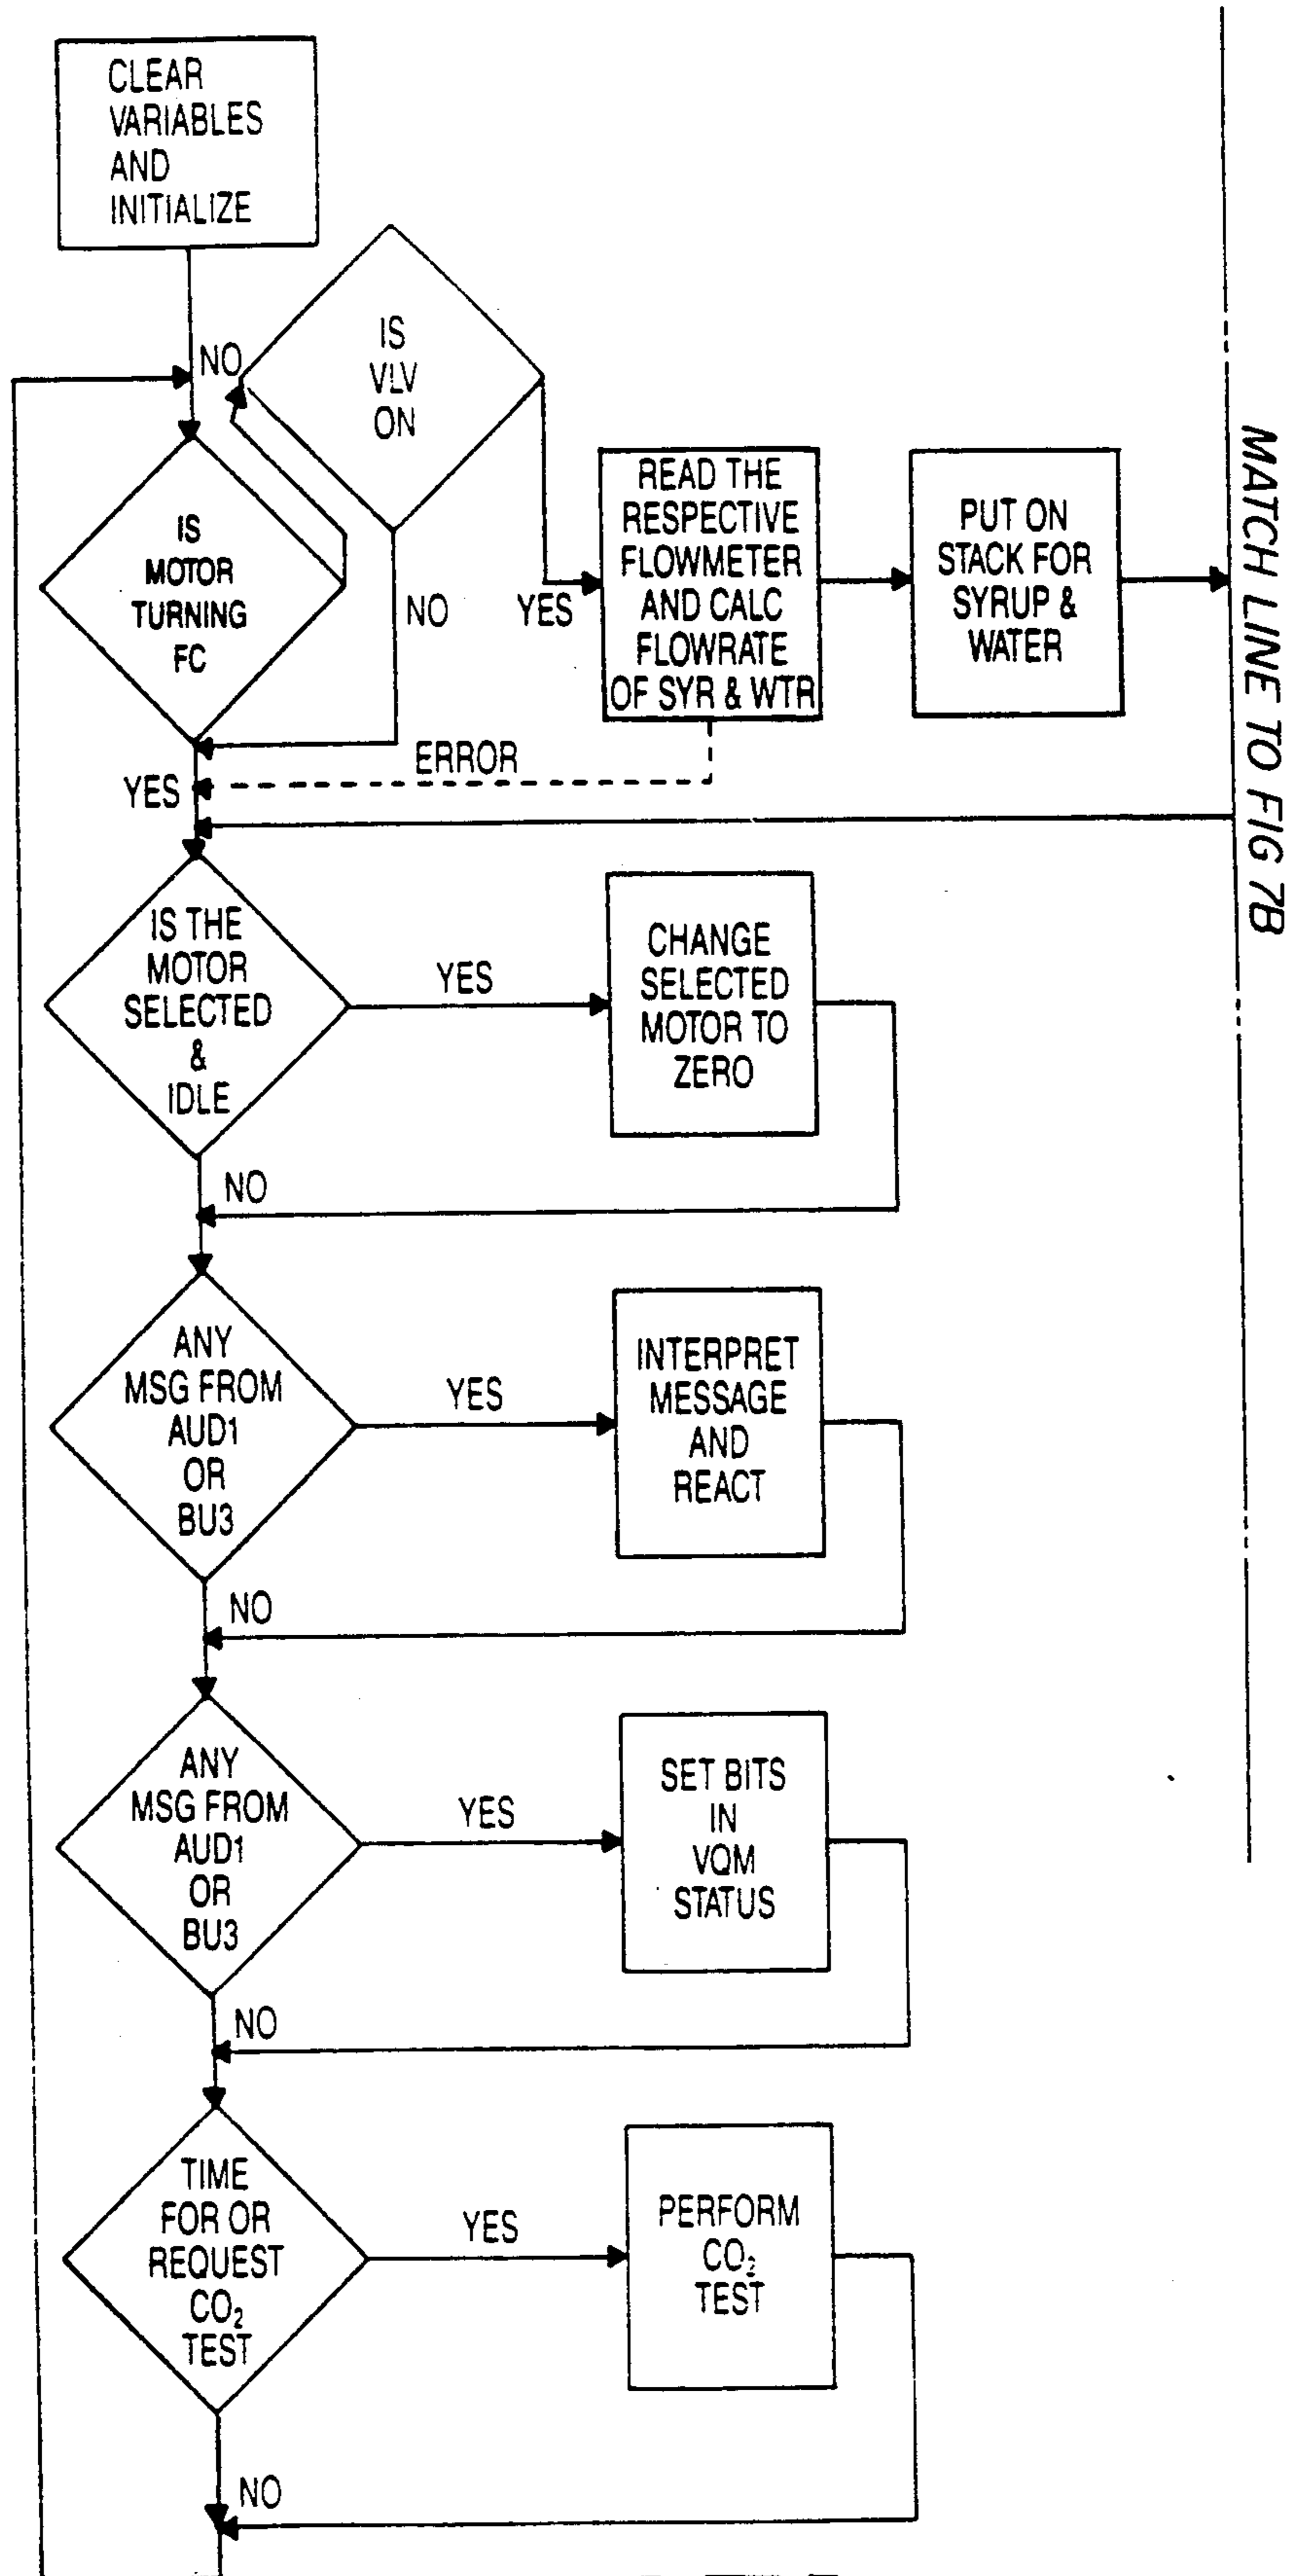 CLEAR
VARIABLES
AND
INITIALIZE
NO
IS
VLV
ON
IS
MOTOR
TURNING
FC
NO
YES
READ THE
RESPECTIVE
FLOWMETER
AND CALC
FLOWRATE
OF SYR & WTR
PUT ON
STACK FOR
SYRUP &
WATER
MATCH LINE TO FIG 7B
ERROR
YES
IS THE
MOTOR
SELECTED
&
IDLE
YES
CHANGE
SELECTED
MOTOR TO
ZERO
NO
ANY
MSG FROM
AUD1
OR
BU3
YES
INTERPRET
MESSAGE
AND
REACT
NO
ANY
MSG FROM
AUD1
OR
BU3
YES
SET BITS
IN
VQM
STATUS
NO
TIME
FOR OR
REQUEST
CO₂
TEST
YES
PERFORM
CO₂
TEST
NO